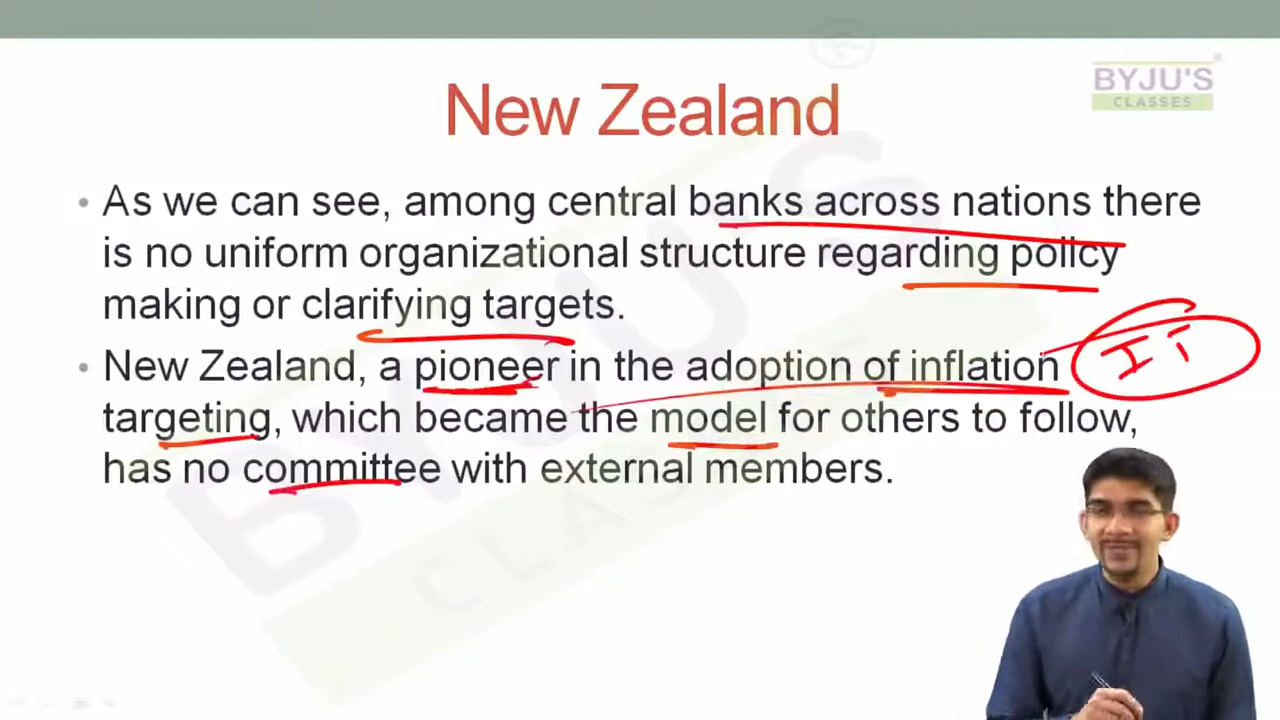 BYJU'S
CLASSES
New Zealand
• As we can see, among central banks across nations there
is no uniform organizational structure regarding policy
making or clarifying targets.
• New Zealand, a pioneer in the adoption of inflation
targeting, which became the model for others to follow,
has no committee with external members.
BYJU'S
CLASSES